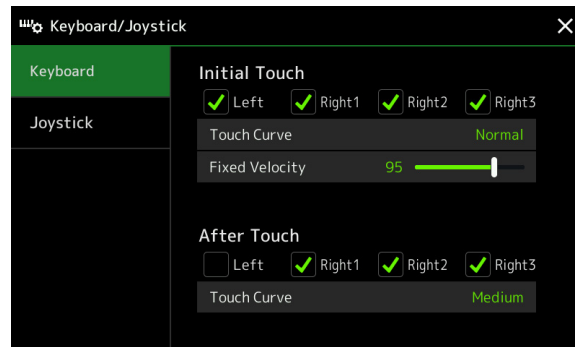 Keyboard/Joystick
Keyboard
Joystick
Initial Touch
Left Right1 Right2 Right3
Touch Curve Normal
Fixed Velocity 95
After Touch
Left Right1 Right2 Right3
Touch Curve Medium